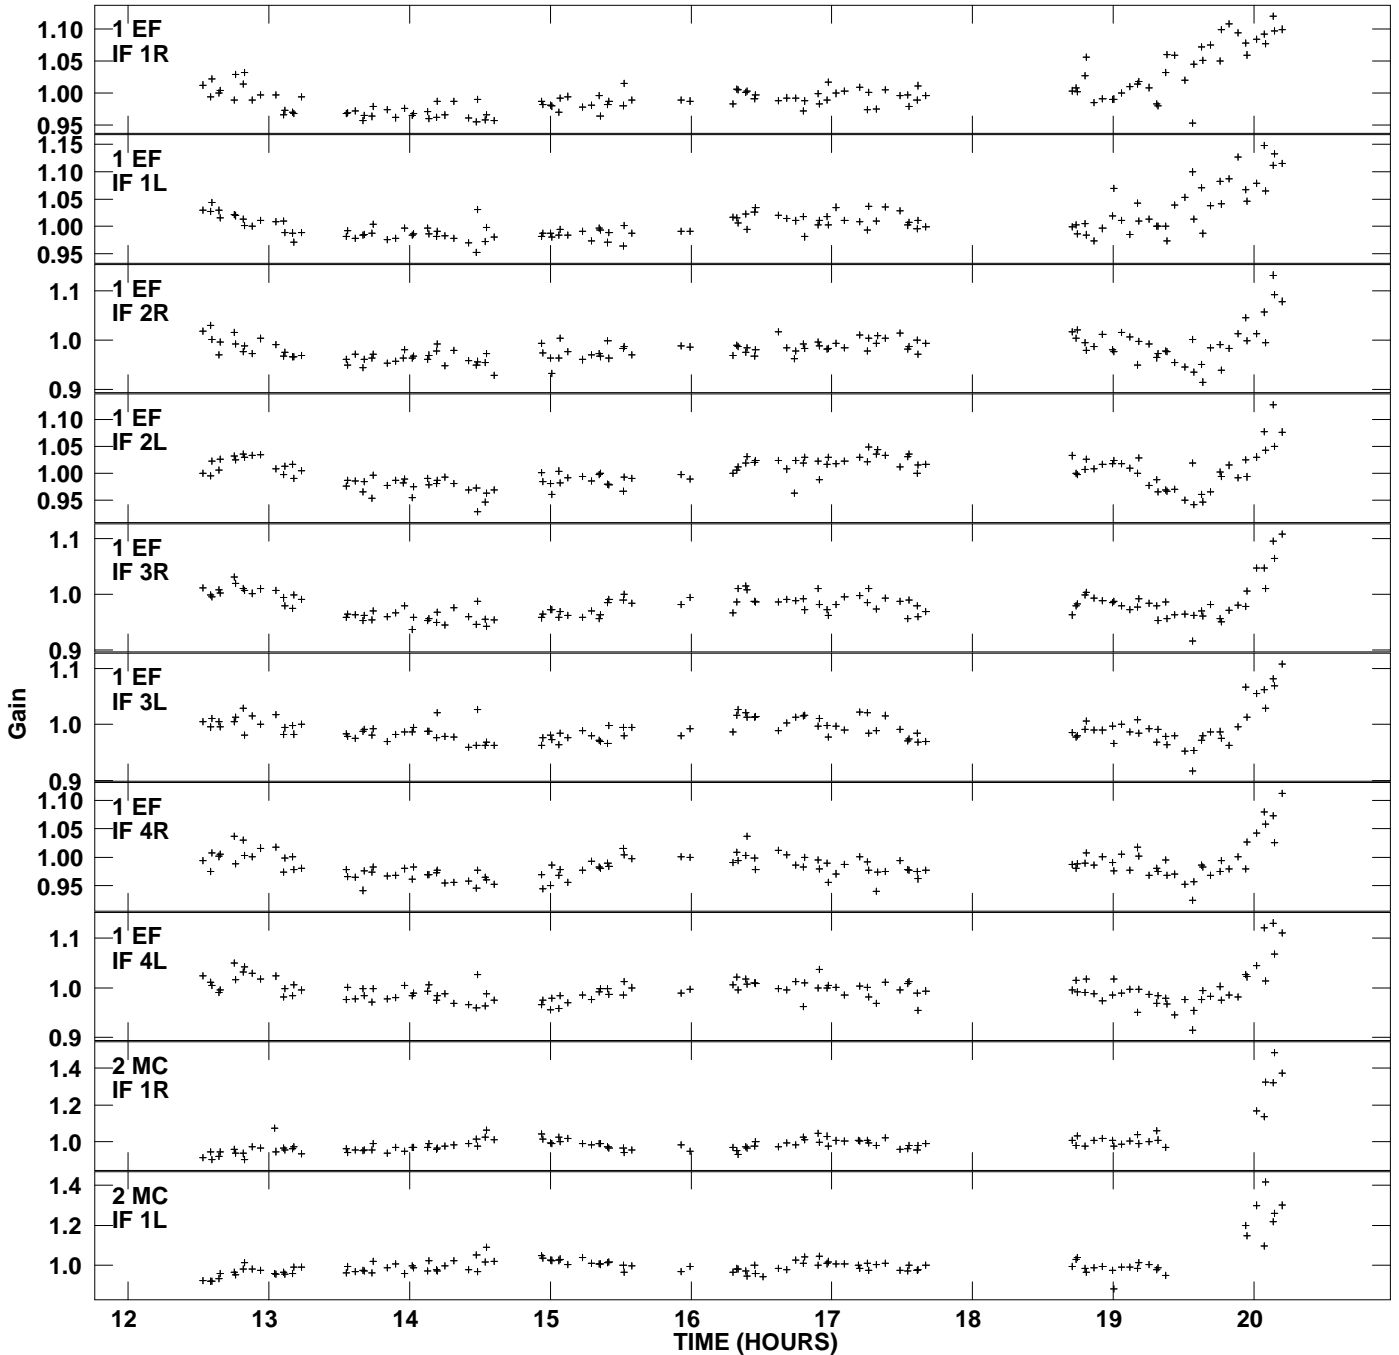 1 EF
IF 1R
1.10
1.05
1.00
0.95
1 EF
IF 1L
1.15
1.10
1.05
1.00
0.95
1 EF
IF 2R
1.1
1.0
0.9
1 EF
IF 2L
1.10
1.05
1.00
0.95
1 EF
IF 3R
1.1
1.0
0.9
1 EF
IF 3L
1.1
1.0
0.9
1 EF
IF 4R
1.10
1.05
1.00
0.95
1 EF
IF 4L
1.1
1.0
0.9
2 MC
IF 1R
1.4
1.2
1.0
2 MC
IF 1L
1.4
1.2
1.0
Gain
12 13 14 15 16 17 18 19 20
TIME (HOURS)